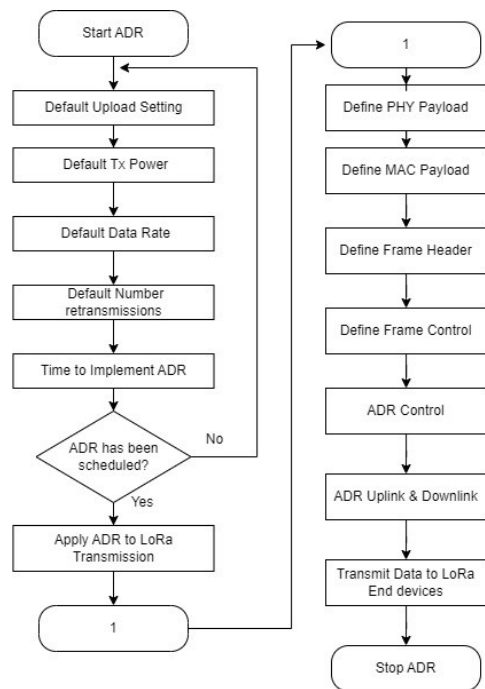 Start ADR
Default Upload Setting
Default Tx Power
Default Data Rate
Default Number
retransmissions
Time to Implement ADR
ADR has been
scheduled?
No
Yes
Apply ADR to LoRa
Transmission
1
1
Define PHY Payload
Define MAC Payload
Define Frame Header
Define Frame Control
ADR Control
ADR Uplink & Downlink
Transmit Data to LoRa
End devices
Stop ADR